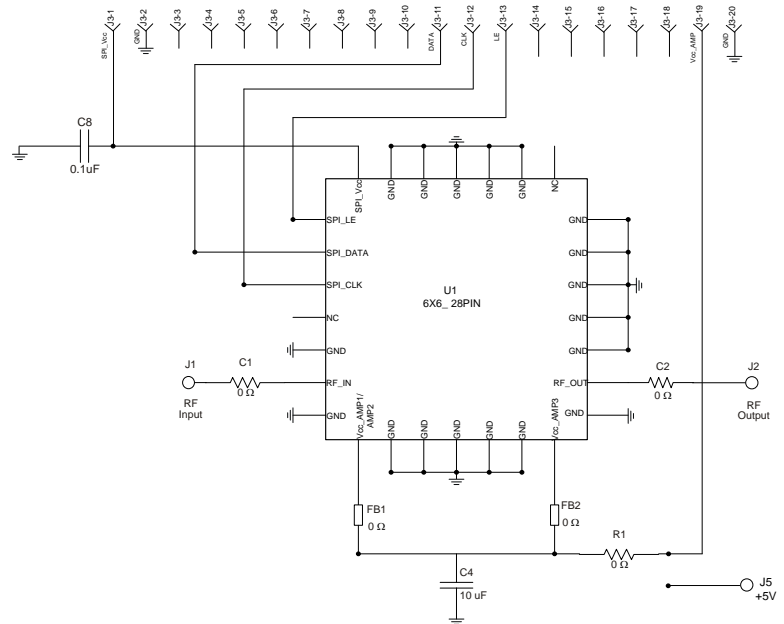 J3-1
J3-2
J3-3
J3-4
J3-5
J3-6
J3-7
J3-8
J3-9
J3-10
J3-11
J3-12
J3-13
J3-14
J3-15
J3-16
J3-17
J3-18
J3-19
J3-20
SPI_Vcc
GND
DATA
CLK
LE
Vcc_AMP
GND
C8
0.1uF
SPI_Vcc
GND
GND
GND
GND
GND
NC
SPI_LE
SPI_DATA
SPI_CLK
NC
GND
RF_IN
GND
U1
6X6_ 28PIN
GND
GND
GND
GND
GND
RF_OUT
GND
J1
RF
Input
C1
0 Ω
C2
0 Ω
J2
RF
Output
Vcc_AMP1/
AMP2
GND
GND
GND
GND
GND
Vcc_AMP3
FB1
0 Ω
FB2
0 Ω
R1
0 Ω
C4
10 uF
J5
+5V